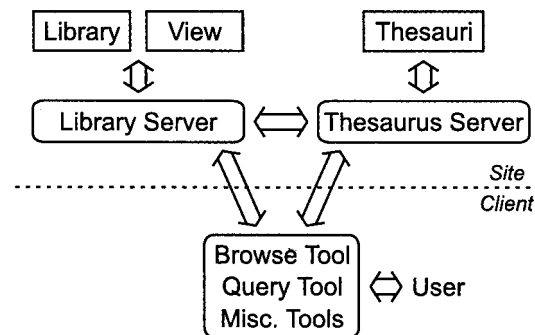 Library View Thesauri
Library Server Thesaurus Server
Site
Client
Browse Tool
Query Tool User
Misc. Tools